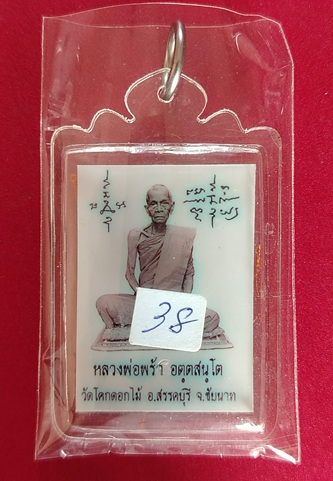 38
หลวงพ่อพร้า อตฺตสนฺโต
วัดโคกดอกไม้ อ.สรรคบุรี จ.ชัยนาท